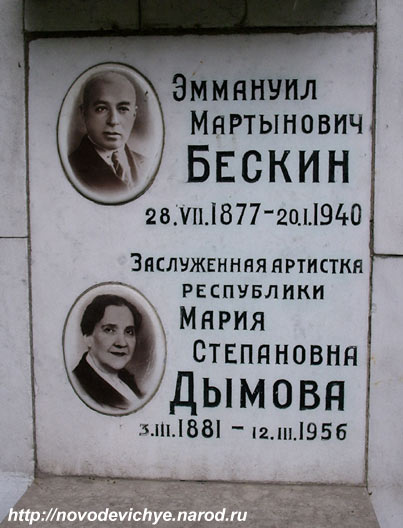 Эммануил
Мартынович
Бескин
28.VII.1877-20.I.1940
Заслуженная артистка
республики
Мария
Степановна
Дымова
3.III.1881 - 12.III.1956
http://novodevichye.narod.ru